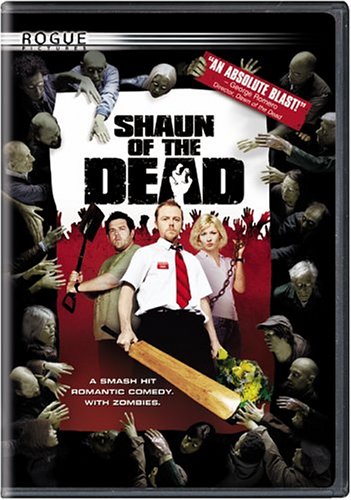 ROGUE
PICTURES
"AN ABSOLUTE BLAST!"
- George Romero
Director, Dawn of the Dead
SHAUN
OF THE
DEAD
A SMASH HIT
ROMANTIC COMEDY.
WITH ZOMBIES.